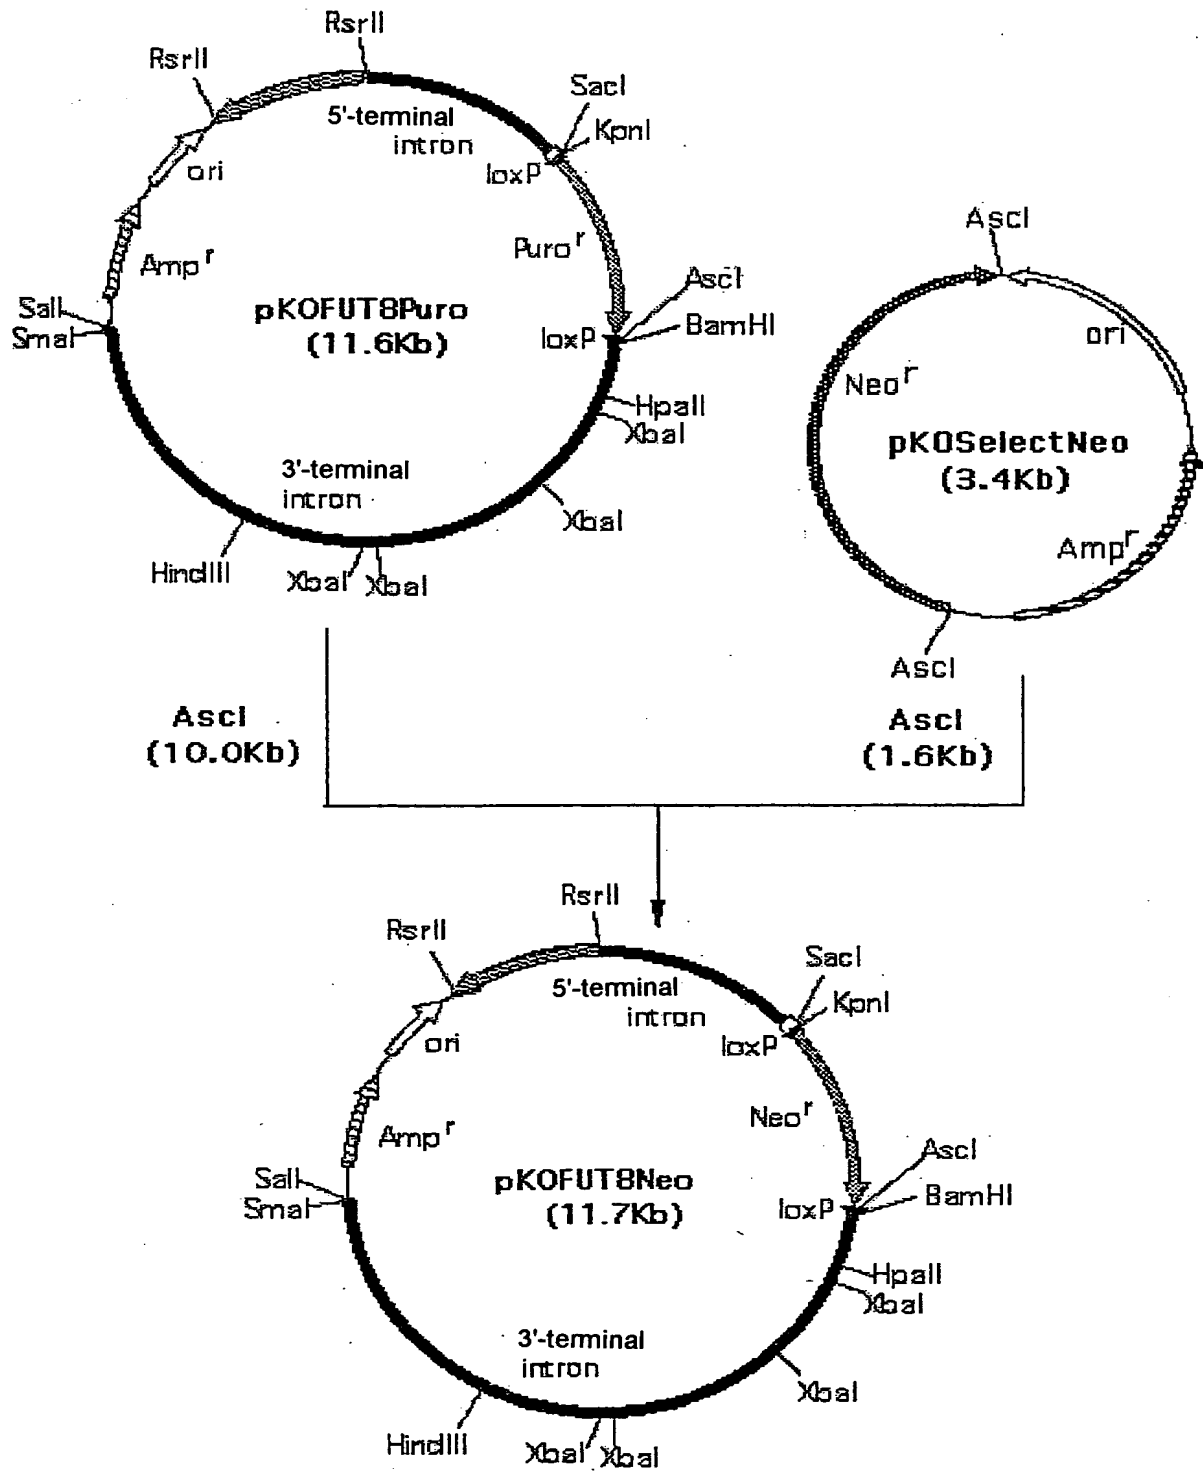 RsrII
RsrII
SacI
KpnI
5'-terminal
intron
loxP
ori
Puro r
Amp r
AscI
SalI
SmaI
pKOFUT8Puro
(11.6Kb)
loxP
BamHI
HpaII
XbaI
3'-terminal
intron
XbaI
HindIII
XbaI
XbaI
AscI
ori
Neo r
pKOSelectNeo
(3.4Kb)
Amp r
AscI
AscI
(10.0Kb)
AscI
(1.6Kb)
RsrII
RsrII
SacI
KpnI
5'-terminal
intron
loxP
ori
Neo r
Amp r
AscI
SalI
SmaI
pKOFUT8Neo
(11.7Kb)
loxP
BamHI
HpaII
XbaI
3'-terminal
intron
XbaI
HindIII
XbaI
XbaI